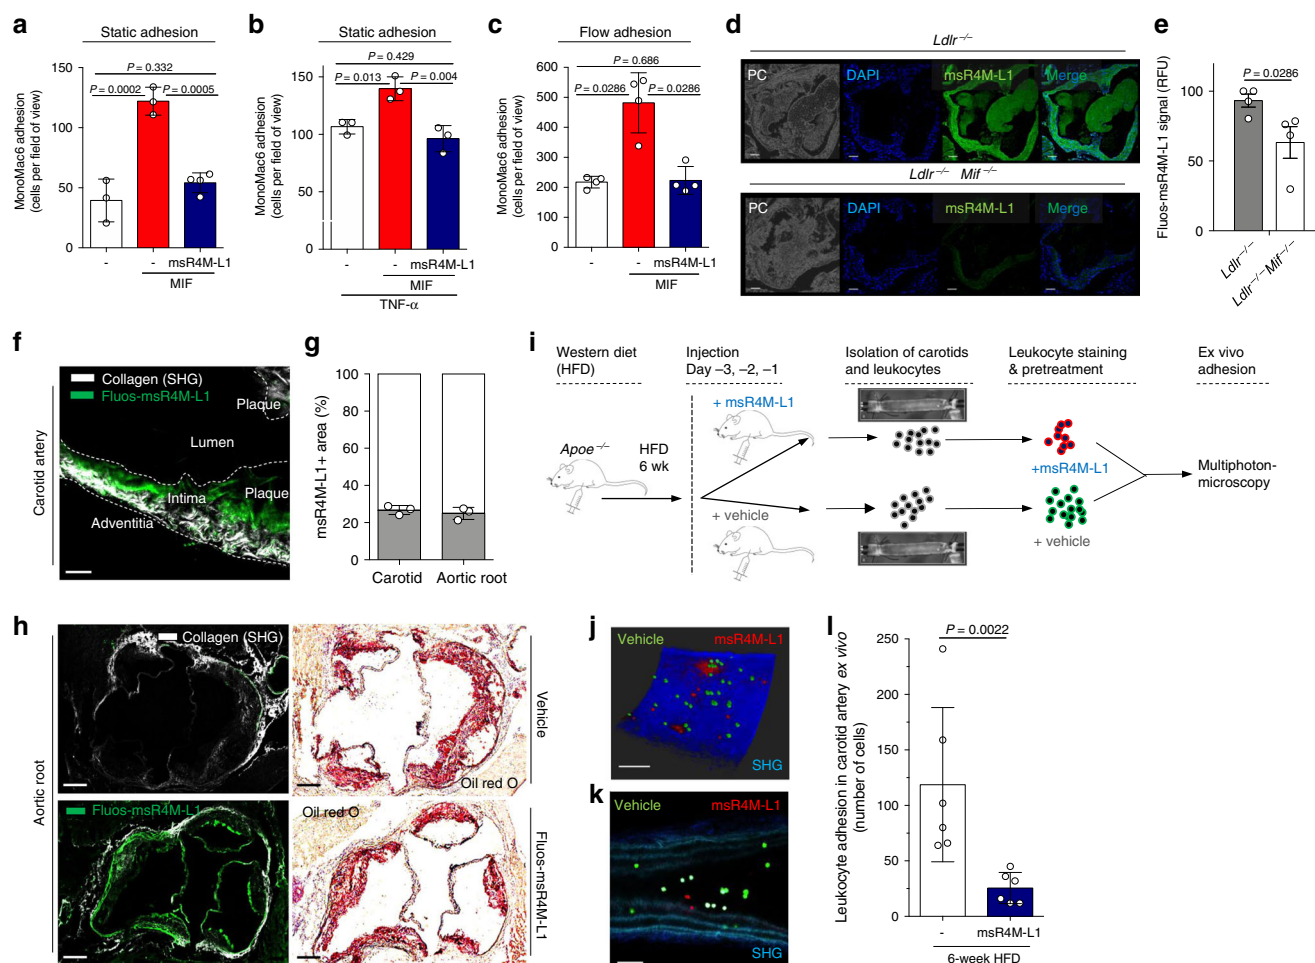 a
Static adhesion
P = 0.332
P = 0.0002 P = 0.0005
MonoMac6 adhesion
(cells per field of view)
150
100
50
0
- - msR4M-L1
MIF
b
Static adhesion
P = 0.429
P = 0.013 P = 0.004
MonoMac6 adhesion
(cells per field of view)
150
100
50
0
- - msR4M-L1
MIF
TNF-α
c
Flow adhesion
P = 0.686
P = 0.0286 P = 0.0286
MonoMac6 adhesion
(cells per field of view)
600
500
400
300
200
100
0
- - msR4M-L1
MIF
d
Ldlr–/–
PC DAPI msR4M-L1 Merge
Ldlr–/– Mif–/–
PC DAPI msR4M-L1 Merge
e
P = 0.0286
Fluos-msR4M-L1 signal (RFU)
150
100
50
0
Ldlr–/–
Ldlr–/–Mif–/–
f
Carotid artery
Collagen (SHG)
Fluos-msR4M-L1
Plaque
Lumen
Intima
Plaque
Adventitia
g
msR4M-L1+ area (%)
100
80
60
40
20
0
Carotid Aortic root
i
Western diet
(HFD)
Injection
Day –3, –2, –1
Isolation of carotids
and leukocytes
Leukocyte staining
& pretreatment
Ex vivo
adhesion
+ msR4M-L1
Apoe–/–
HFD
6 wk
+ vehicle
+msR4M-L1
+ vehicle
Multiphoton-
microscopy
h
Aortic root
Collagen (SHG)
Oil red O
Vehicle
Fluos-msR4M-L1
Oil red O
Fluos-msR4M-L1
j
Vehicle msR4M-L1
SHG
k
Vehicle msR4M-L1
SHG
l
P = 0.0022
Leukocyte adhesion in carotid artery ex vivo
(number of cells)
250
200
150
100
50
0
- msR4M-L1
6-week HFD